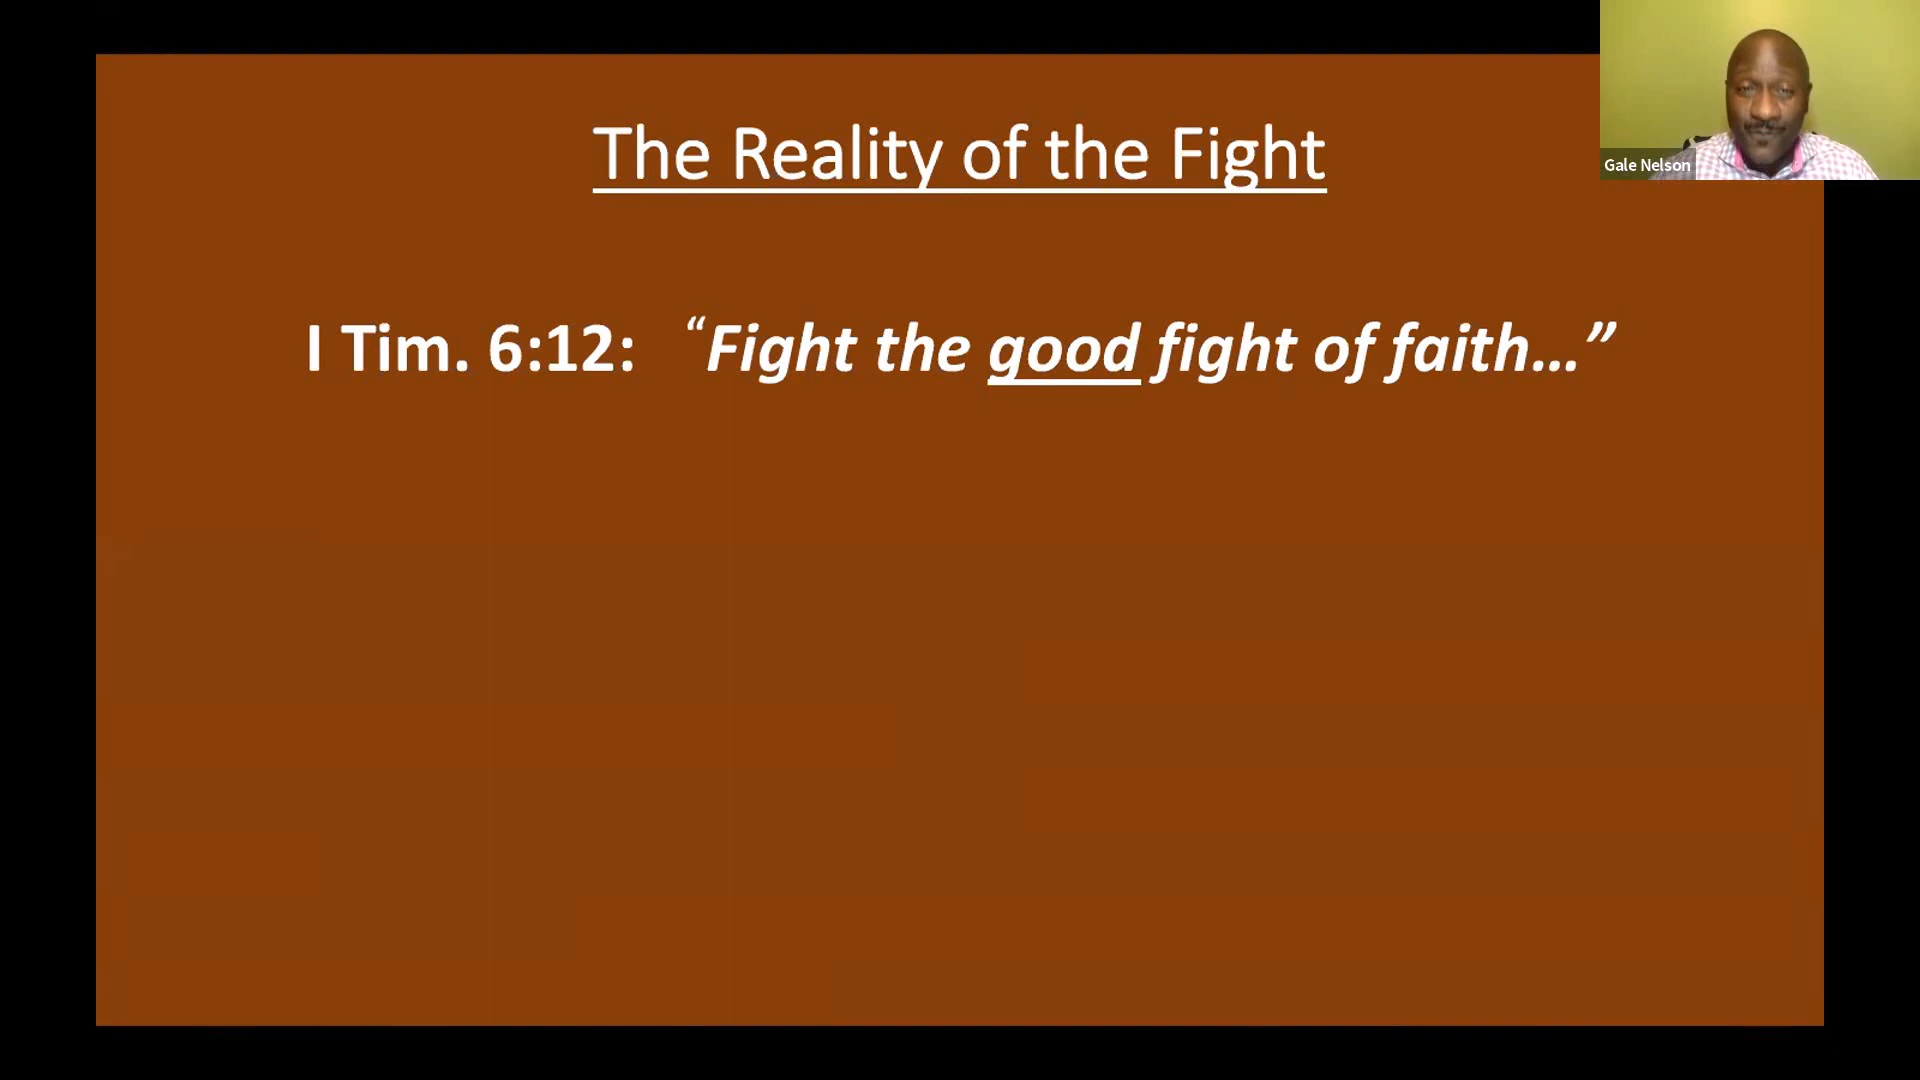 The Reality of the Fight
I Tim. 6:12: “Fight the good fight of faith...”
Gale Nelson